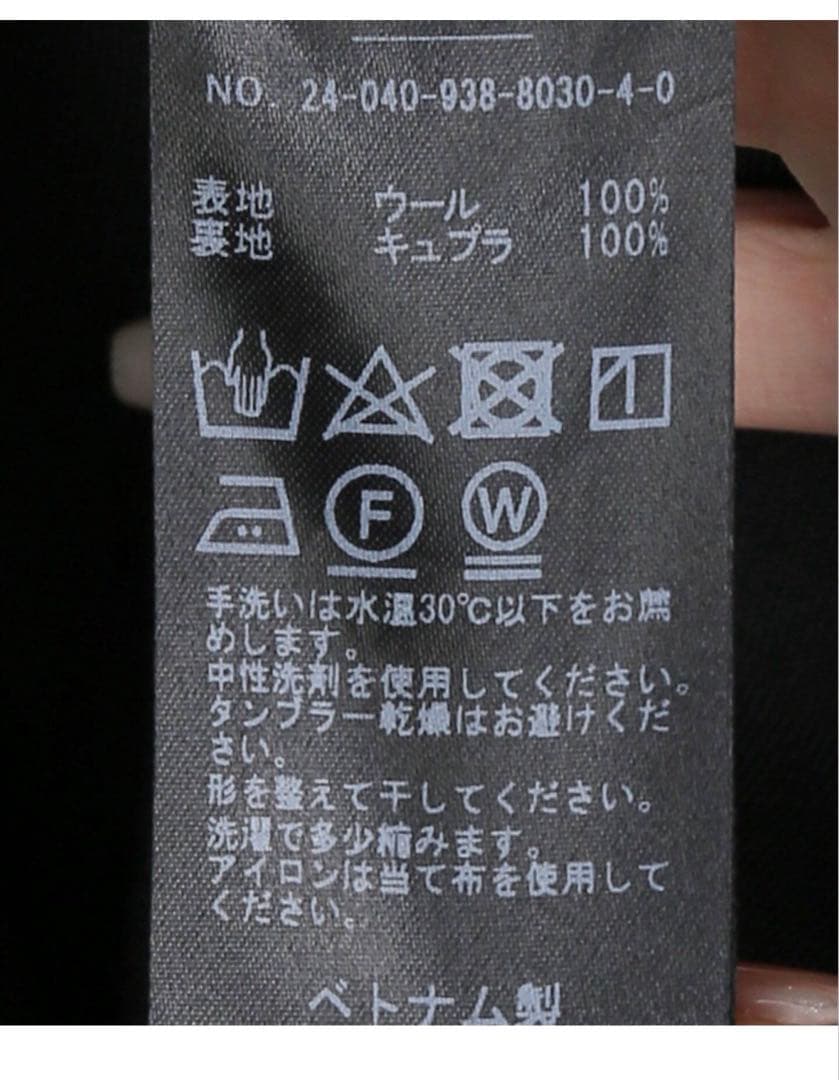 NO. 24-040-938-8030-4-0
表地 ウール 100%
裏地 キュプラ 100%
F W
手洗いは水温30℃以下をお薦
めします。
中性洗剤を使用してください。
タンブラー乾燥はお避けくだ
さい。
形を整えて干してください。
洗濯で多少縮みます。
アイロンは当て布を使用して
ください。
ベトナム製